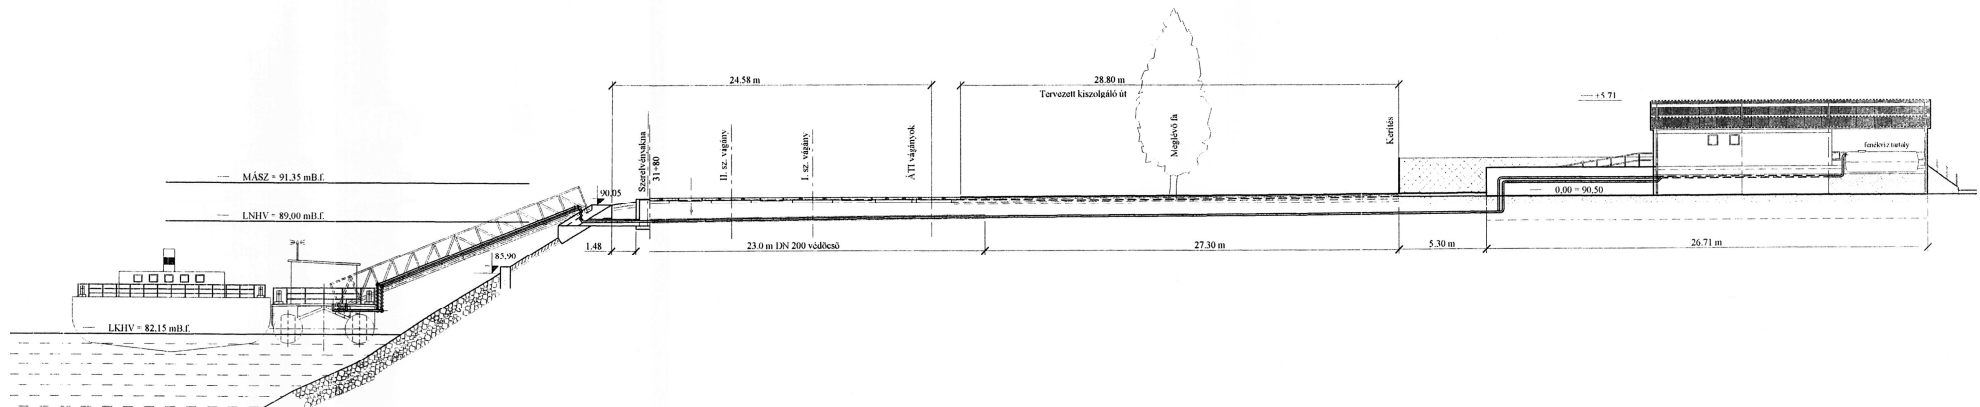 24.58 m
28.80 m
Tervezett kiszolgáló út
+5.71
Szerelvényakna
31+80
II. sz. vágány
I. sz. vágány
ÁTI vágányok
Meglévő fa
Kerítés
fenékvíz tartály
MÁSZ = 91,35 mB.f.
90,05
0,00 = 90,50
LNHV = 89,00 mB.f.
1.48
23.0 m DN 200 védőcső
27.30 m
5.30 m
26.71 m
85,90
LKHV = 82,15 mB.f.